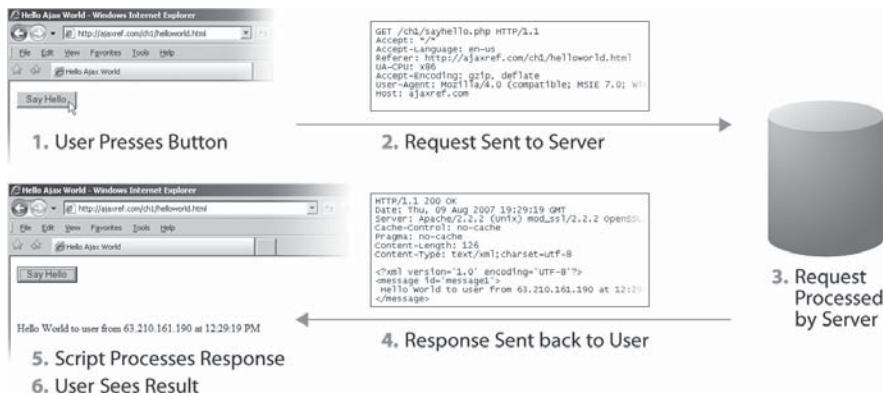 Hello Ajax World - Windows Internet Explorer
http://ajaxref.com/ch1/helloworld.html
File Edit View Favorites Tools Help
Hello Ajax World
Say Hello
1. User Presses Button
GET /ch1/sayhello.php HTTP/1.1
Accept: */*
Accept-Language: en-us
Referer: http://ajaxref.com/ch1/helloworld.html
UA-CPU: x86
Accept-Encoding: gzip, deflate
User-Agent: Mozilla/4.0 (compatible; MSIE 7.0;
Host: ajaxref.com
2. Request Sent to Server
3. Request
Processed
by Server
HTTP/1.1 200 OK
Date: Thu, 09 Aug 2007 19:29:19 GMT
Server: Apache/2.2.2 (Unix) mod_ssl/2.2.2 OpenSSL
Cache-Control: no-cache
Pragma: no-cache
Content-Length: 126
Content-Type: text/xml;charset=utf-8
<?xml version='1.0' encoding='UTF-8'?>
<message id='message1'>
Hello World to user from 63.210.161.190 at 12:29
</message>
4. Response Sent back to User
Hello Ajax World - Windows Internet Explorer
http://ajaxref.com/ch1/helloworld.html
File Edit View Favorites Tools Help
Hello Ajax World
Say Hello
Hello World to user from 63.210.161.190 at 12:29:19 PM
5. Script Processes Response
6. User Sees Result